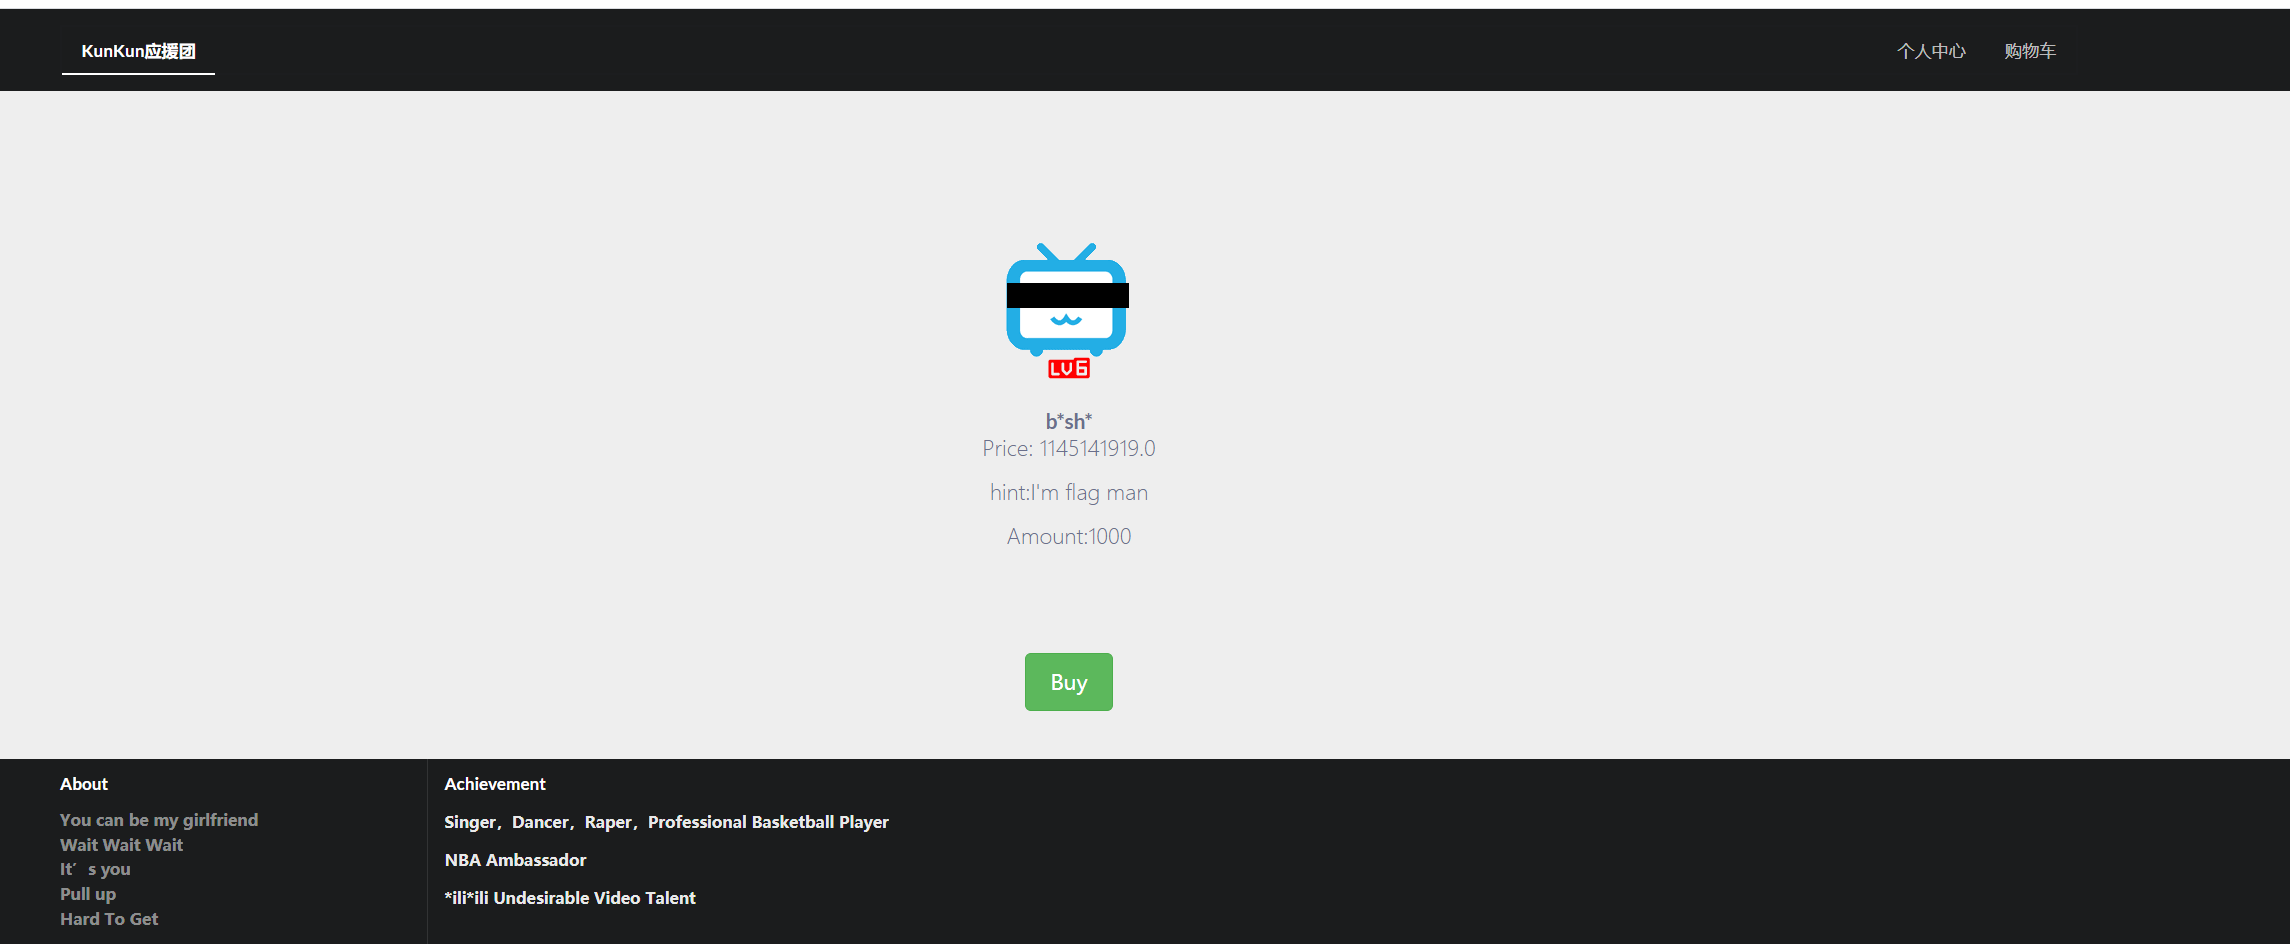 KunKun应援团
个人中心
购物车
LV6
b*sh*
Price: 1145141919.0
hint:I'm flag man
Amount:1000
Buy
About
You can be my girlfriend
Wait Wait Wait
It’s you
Pull up
Hard To Get
Achievement
Singer，Dancer，Raper，Professional Basketball Player
NBA Ambassador
*ili*ili Undesirable Video Talent